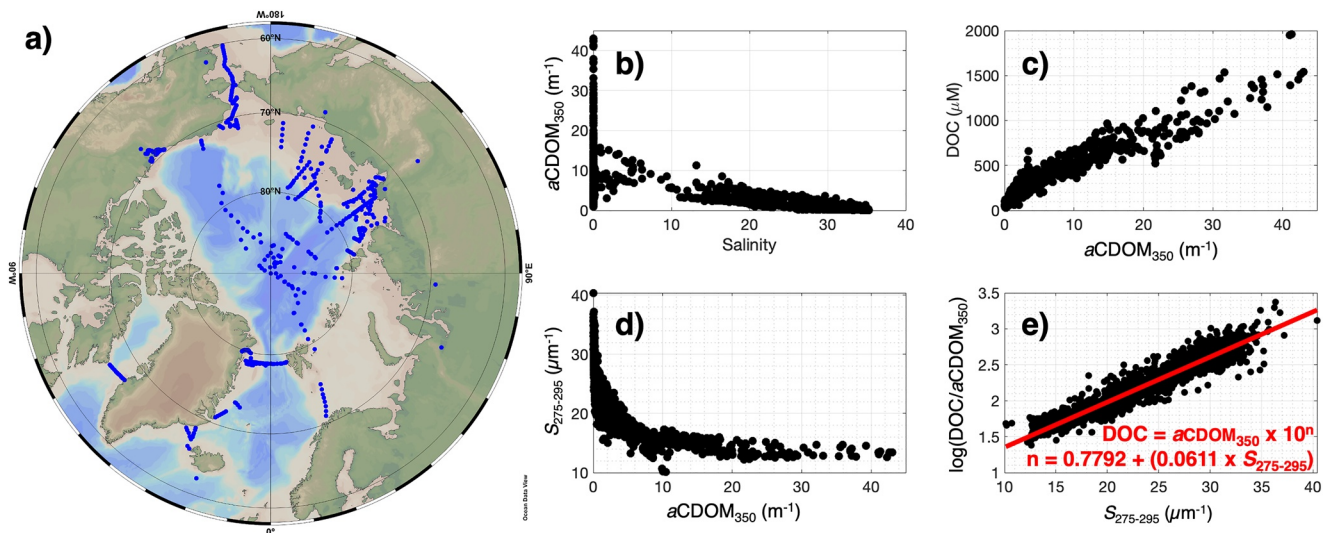 a)
180°W
60°N
70°N
80°N
90°W
90°E
0°
Ocean Data View
b)
aCDOM350 (m-1)
40
30
20
10
0
0
10
20
30
40
Salinity
c)
DOC (µM)
2000
1500
1000
500
0
0
10
20
30
40
aCDOM350 (m-1)
d)
S275-295 (µm-1)
40
30
20
10
0
10
20
30
40
aCDOM350 (m-1)
e)
log(DOC/aCDOM350)
3.5
3
2.5
2
1.5
1
DOC = aCDOM350 x 10n
n = 0.7792 + (0.0611 x S275-295)
10
15
20
25
30
35
40
S275-295 (µm-1)